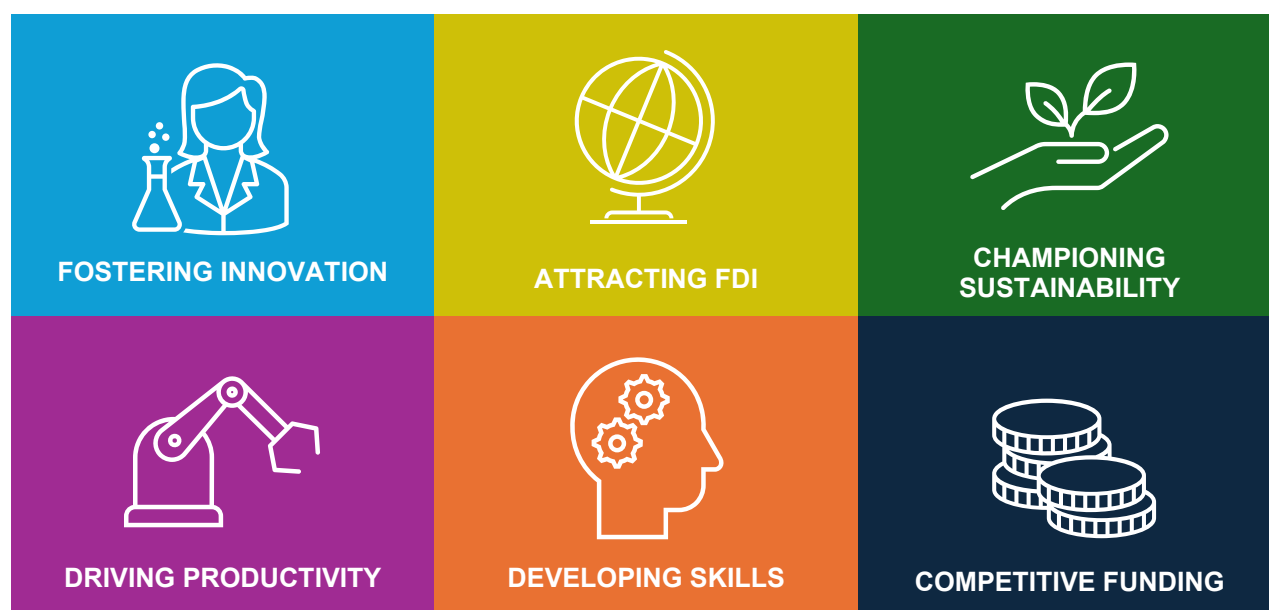 FOSTERING INNOVATION
ATTRACTING FDI
CHAMPIONING
SUSTAINABILITY
DRIVING PRODUCTIVITY
DEVELOPING SKILLS
COMPETITIVE FUNDING